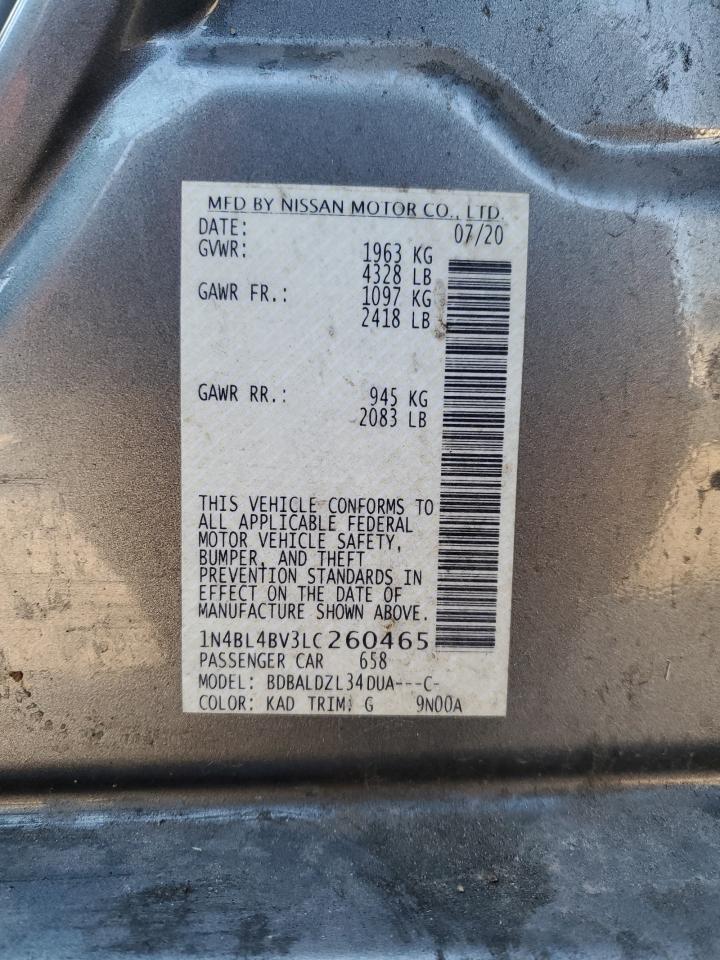 MFD BY NISSAN MOTOR CO., LTD.
DATE: 07/20
GVWR: 1963 KG
4328 LB
GAWR FR.: 1097 KG
2418 LB
GAWR RR.: 945 KG
2083 LB
THIS VEHICLE CONFORMS TO
ALL APPLICABLE FEDERAL
MOTOR VEHICLE SAFETY,
BUMPER, AND THEFT
PREVENTION STANDARDS IN
EFFECT ON THE DATE OF
MANUFACTURE SHOWN ABOVE.
1N4BL4BV3LC260465
PASSENGER CAR 658
MODEL: BDBALDZL34DUA---C-
COLOR: KAD TRIM: G 9N00A